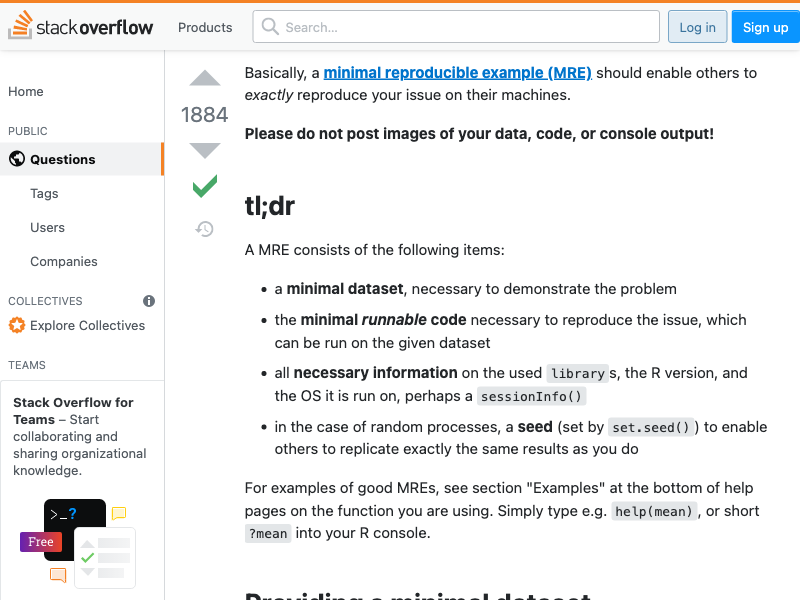 stack overflow
Products
Search...
Log in
Sign up
Home
PUBLIC
Questions
Tags
Users
Companies
COLLECTIVES
Explore Collectives
TEAMS
Stack Overflow for
Teams – Start
collaborating and
sharing organizational
knowledge.
>_?
Free
1884
Basically, a minimal reproducible example (MRE) should enable others to
exactly reproduce your issue on their machines.
Please do not post images of your data, code, or console output!
tl;dr
A MRE consists of the following items:
• a minimal dataset, necessary to demonstrate the problem
• the minimal runnable code necessary to reproduce the issue, which
can be run on the given dataset
• all necessary information on the used librarys, the R version, and
the OS it is run on, perhaps a sessionInfo()
• in the case of random processes, a seed (set by set.seed()) to enable
others to replicate exactly the same results as you do
For examples of good MREs, see section "Examples" at the bottom of help
pages on the function you are using. Simply type e.g. help(mean), or short
?mean into your R console.
Providing a minimal dataset